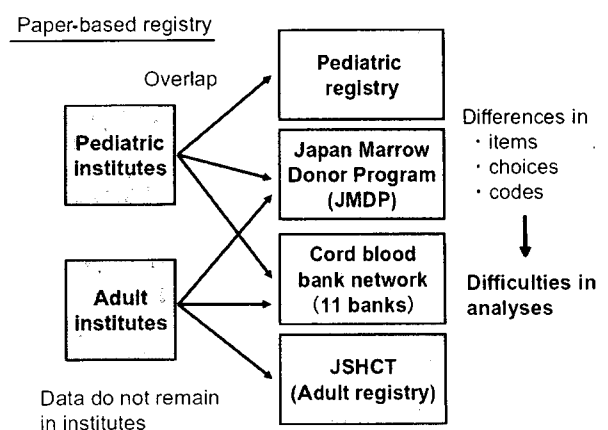 Paper-based registry
Overlap
Pediatric
institutes
Adult
institutes
Data do not remain
in institutes
Pediatric
registry
Japan Marrow
Donor Program
(JMDP)
Cord blood
bank network
(11 banks)
JSHCT
(Adult registry)
Differences in
・items
・choices
・codes
Difficulties in
analyses